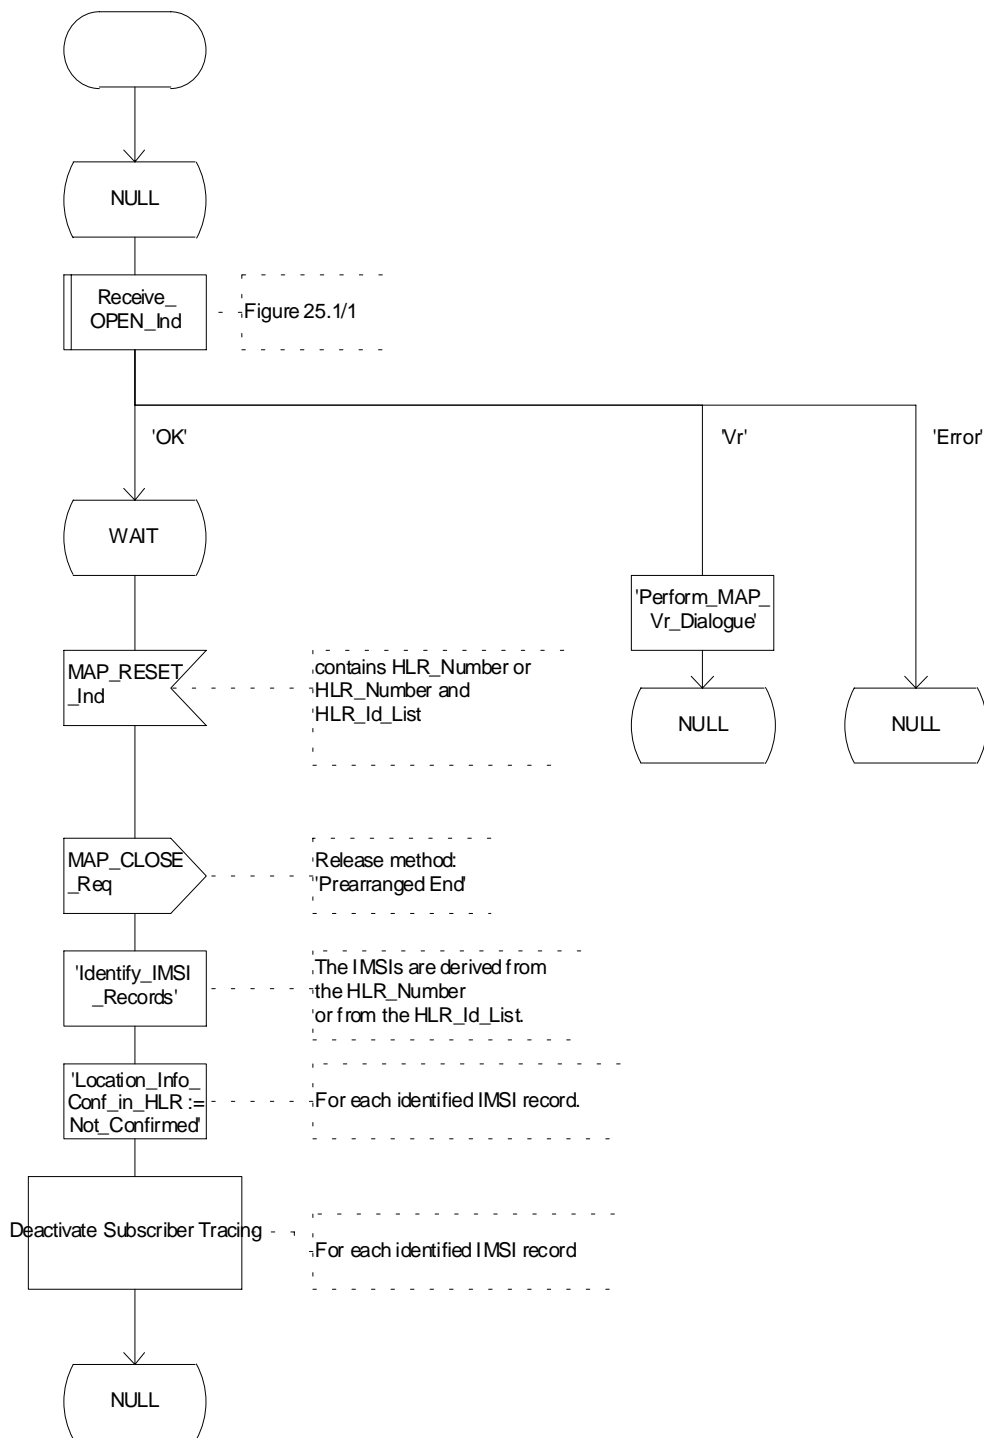 NULL
Receive_
OPEN_Ind
Figure 25.1/1
'OK'
'Vr'
'Error'
WAIT
'Perform_MAP_
Vr_Dialogue'
MAP_RESET
_Ind
contains HLR_Number or
HLR_Number and
HLR_Id_List
NULL
NULL
MAP_CLOSE
_Req
Release method:
'Prearranged End'
'Identify_IMSI
_Records'
The IMSIs are derived from
the HLR_Number
or from the HLR_Id_List.
'Location_Info_
Conf_in_HLR :=
Not_Confirmed'
For each identified IMSI record.
Deactivate Subscriber Tracing
For each identified IMSI record
NULL